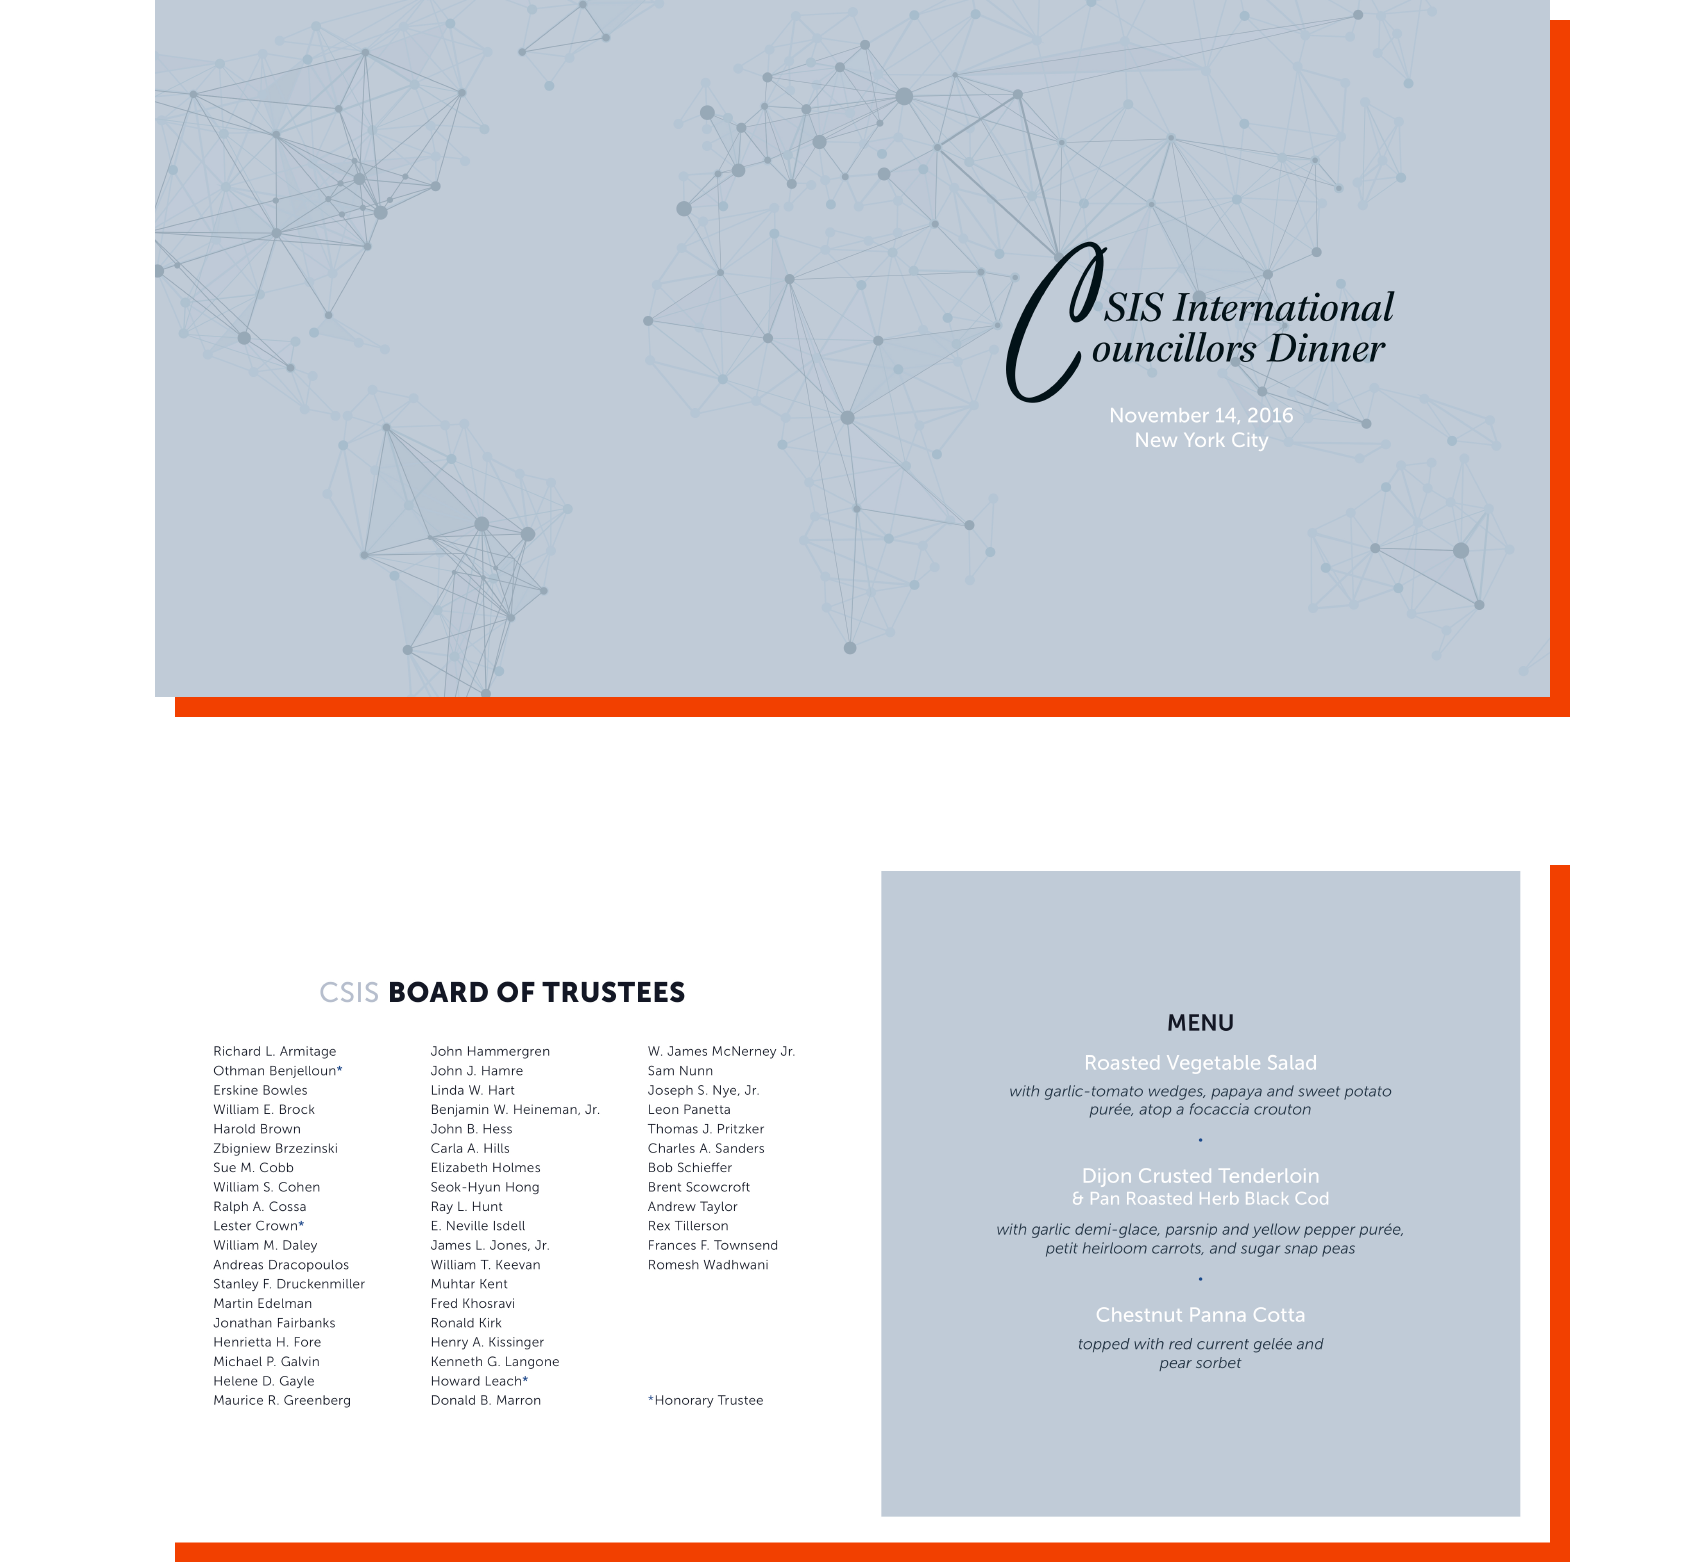 CSIS International
Councillors Dinner
November 14, 2016
New York City
CSIS BOARD OF TRUSTEES
Richard L. Armitage
Othman Benjelloun*
Erskine Bowles
William E. Brock
Harold Brown
Zbigniew Brzezinski
Sue M. Cobb
William S. Cohen
Ralph A. Cossa
Lester Crown*
William M. Daley
Andreas Dracopoulos
Stanley F. Druckenmiller
Martin Edelman
Jonathan Fairbanks
Henrietta H. Fore
Michael P. Galvin
Helene D. Gayle
Maurice R. Greenberg
John Hammergren
John J. Hamre
Linda W. Hart
Benjamin W. Heineman, Jr.
John B. Hess
Carla A. Hills
Elizabeth Holmes
Seok-Hyun Hong
Ray L. Hunt
E. Neville Isdell
James L. Jones, Jr.
William T. Keevan
Muhtar Kent
Fred Khosravi
Ronald Kirk
Henry A. Kissinger
Kenneth G. Langone
Howard Leach*
Donald B. Marron
W. James McNerney Jr.
Sam Nunn
Joseph S. Nye, Jr.
Leon Panetta
Thomas J. Pritzker
Charles A. Sanders
Bob Schieffer
Brent Scowcroft
Andrew Taylor
Rex Tillerson
Frances F. Townsend
Romesh Wadhwani
*Honorary Trustee
MENU
Roasted Vegetable Salad
with garlic-tomato wedges, papaya and sweet potato
purée, atop a focaccia crouton
•
Dijon Crusted Tenderloin
& Pan Roasted Herb Black Cod
with garlic demi-glace, parsnip and yellow pepper purée,
petit heirloom carrots, and sugar snap peas
•
Chestnut Panna Cotta
topped with red current gelée and
pear sorbet